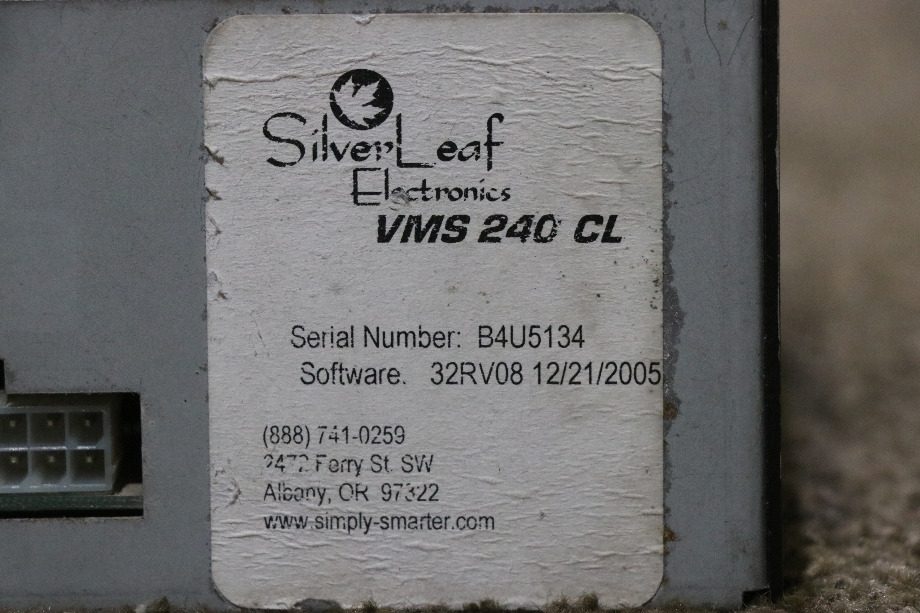 SilverLeaf
Electronics
VMS 240 CL
Serial Number: B4U5134
Software. 32RV08 12/21/2005
(888) 741-0259
2472 Ferry St. SW
Albany, OR 97322
www.simply-smarter.com